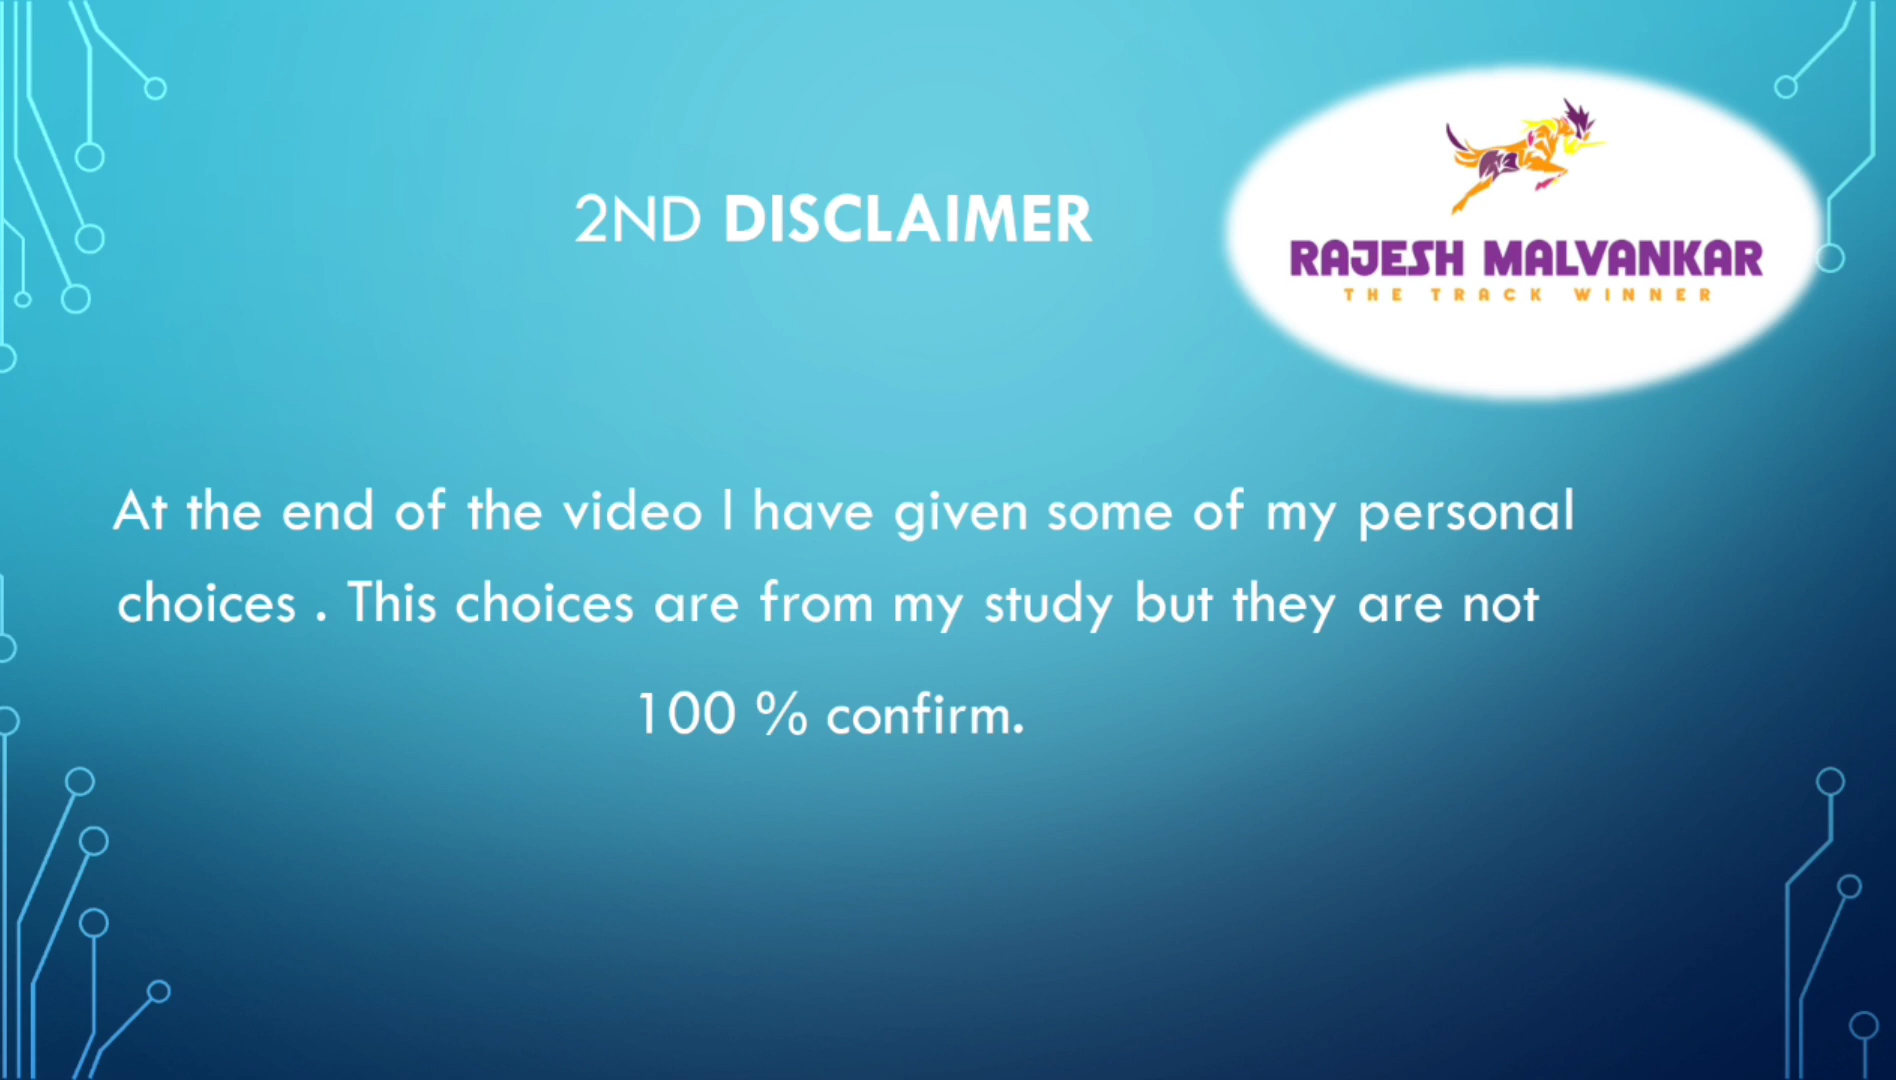 2ND DISCLAIMER
RAJESH MALVANKAR
THE TRACK WINNER
At the end of the video I have given some of my personal
choices . This choices are from my study but they are not
100 % confirm.